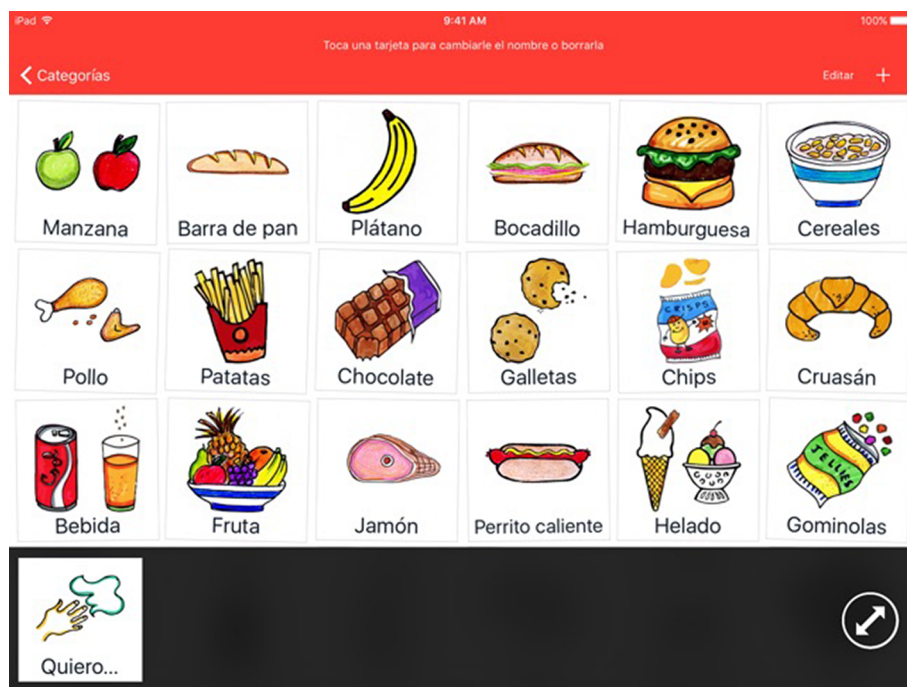 iPad 9:41 AM 100%
Toca una tarjeta para cambiarle el nombre o borrarla
Categorías Editar +
Manzana Barra de pan Plátano Bocadillo Hamburguesa Cereales
CRISPS
Pollo Patatas Chocolate Galletas Chips Cruasán
Cool
JELLIES
Bebida Fruta Jamón Perrito caliente Helado Gominolas
Quiero...